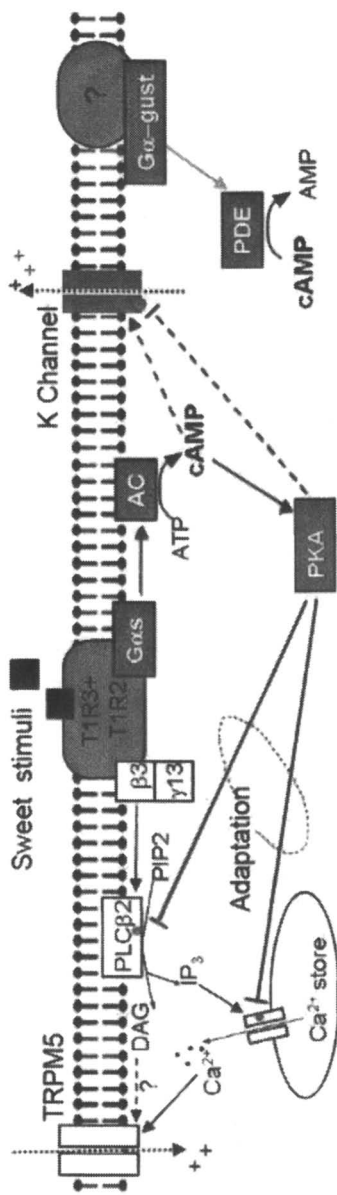 Sweet stimuli
TRPM5
K Channel
T1R3+
T1R2
?
Gα-gust
PLCβ2
β3
γ13
Gαs
AC
PIP2
DAG
?
IP3
ATP
cAMP
PDE
cAMP
AMP
Ca2+
Adaptation
PKA
Ca2+ store
+ +
+ + +